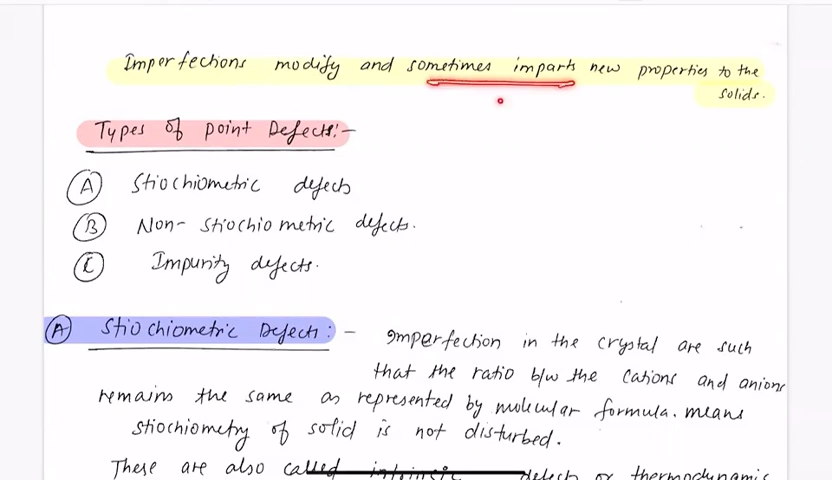 Imperfections modify and sometimes imparts new properties to the
solids.
Types of point Defects:-
A Stiochiometric defects
B Non-stiochiometric defects.
C Impurity defects.
A Stiochiometric Defects: - Imperfection in the crystal are such
that the ratio b/w the cations and anions
remains the same as represented by molecular formula. means
stiochiometry of solid is not disturbed.
These are also called intrinsic defects or thermodynamic